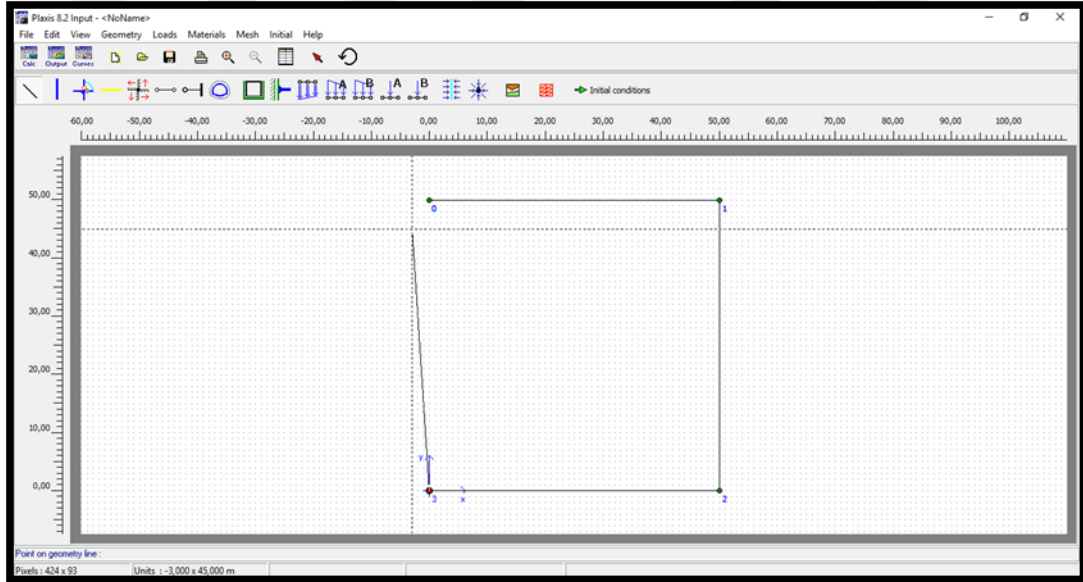 Plaxis 8.2 Input - <NoName>
File Edit View Geometry Loads Materials Mesh Initial Help
Calc Output Curves
A B A B Initial conditions
-60,00 -50,00 -40,00 -30,00 -20,00 -10,00 0,00 10,00 20,00 30,00 40,00 50,00 60,00 70,00 80,00 90,00 100,00
50,00
0 1
40,00
30,00
20,00
10,00
y
0,00
3 x 2
Point on geometry line :
Pixels : 424 x 93 Units : -3,000 x 45,000 m